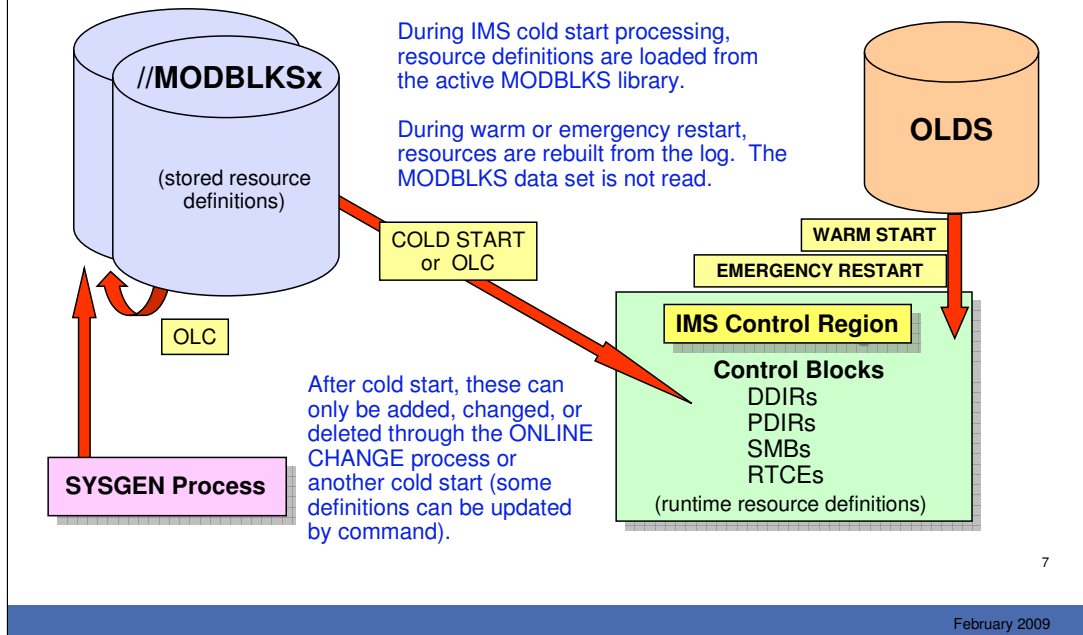 //MODBLKSx
(stored resource
definitions)
During IMS cold start processing,
resource definitions are loaded from
the active MODBLKS library.
During warm or emergency restart,
resources are rebuilt from the log. The
MODBLKS data set is not read.
OLDS
COLD START
or OLC
WARM START
EMERGENCY RESTART
OLC
IMS Control Region
Control Blocks
DDIRs
PDIRs
SMBs
RTCEs
(runtime resource definitions)
After cold start, these can
only be added, changed, or
deleted through the ONLINE
CHANGE process or
another cold start (some
definitions can be updated
by command).
SYSGEN Process
7
February 2009